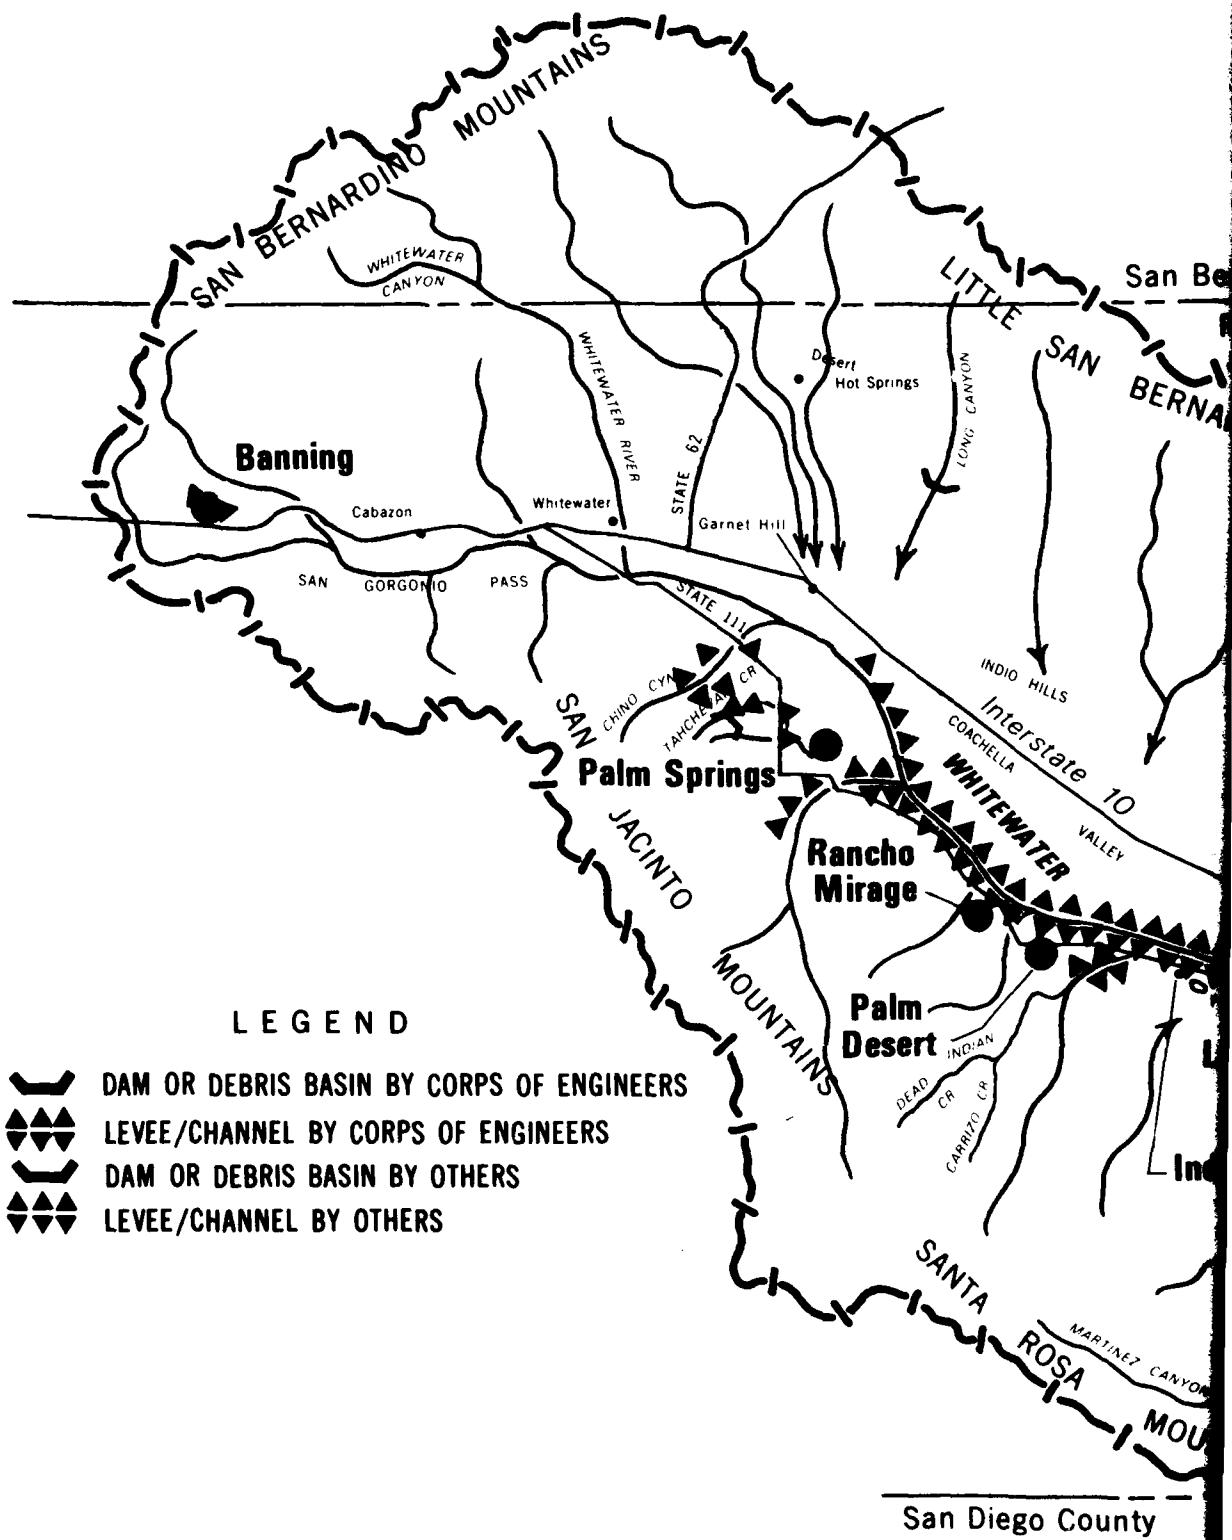 SAN BERNARDINO MOUNTAINS
WHITEWATER
CANYON
LITTLE SAN
San Be
WHITEWATER RIVER
Desert
Hot Springs
LONG CANYON
Banning
STATE 62
Cabazon
Whitewater
Garnet Hill
SAN GORGONIO PASS
STATE 111
CHINO CYN
CR
INDIO HILLS
Interstate 10
COACHELLA
VALLEY
WHITEWATER
Palm Springs
SAN JACINTO MOUNTAINS
Rancho
Mirage
Palm
Desert
DEAD INDIAN
CR
CARRIZO CR
LEGEND
DAM OR DEBRIS BASIN BY CORPS OF ENGINEERS
LEVEE/CHANNEL BY CORPS OF ENGINEERS
DAM OR DEBRIS BASIN BY OTHERS
LEVEE/CHANNEL BY OTHERS
SANTA ROSA
MARTINEZ CANYON
San Diego County